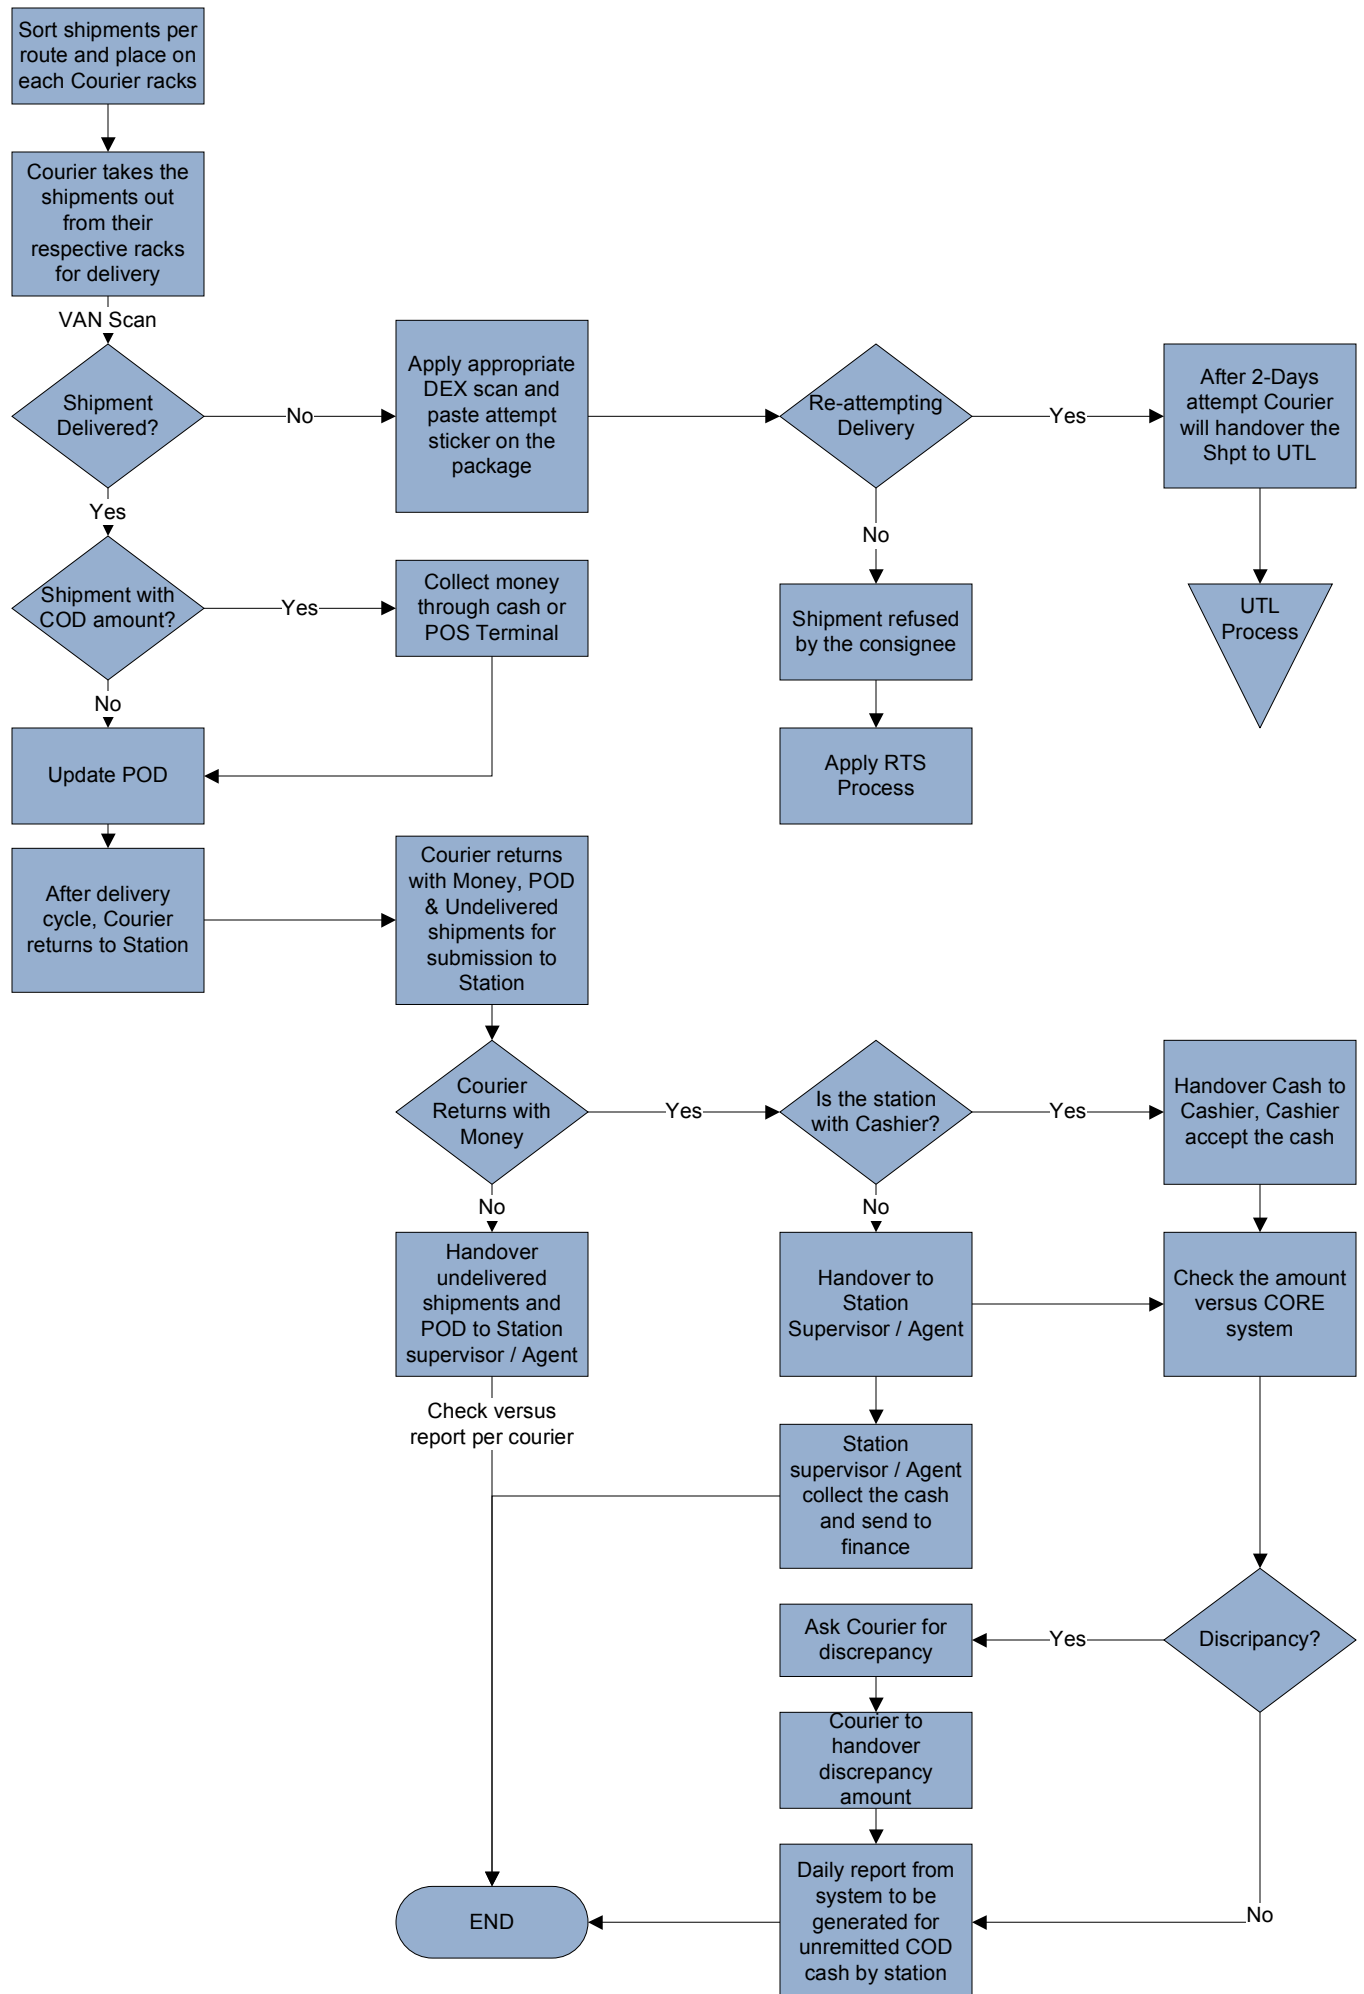 Sort shipments per
route and place on
each Courier racks
Courier takes the
shipments out
from their
respective racks
for delivery
VAN Scan
Shipment
Delivered?
No
Apply appropriate
DEX scan and
paste attempt
sticker on the
package
Re-attempting
Delivery
Yes
After 2-Days
attempt Courier
will handover the
Shpt to UTL
Yes
No
Shipment with
COD amount?
Yes
Collect money
through cash or
POS Terminal
Shipment refused
by the consignee
UTL
Process
No
Update POD
Apply RTS
Process
After delivery
cycle, Courier
returns to Station
Courier returns
with Money, POD
& Undelivered
shipments for
submission to
Station
Courier
Returns with
Money
Yes
Is the station
with Cashier?
Yes
Handover Cash to
Cashier, Cashier
accept the cash
No
No
Handover
undelivered
shipments and
POD to Station
supervisor / Agent
Handover to
Station
Supervisor / Agent
Check the amount
versus CORE
system
Check versus
report per courier
Station
supervisor / Agent
collect the cash
and send to
finance
Ask Courier for
discrepancy
Yes
Discripancy?
Courier to
handover
discrepancy
amount
END
Daily report from
system to be
generated for
unremitted COD
cash by station
No